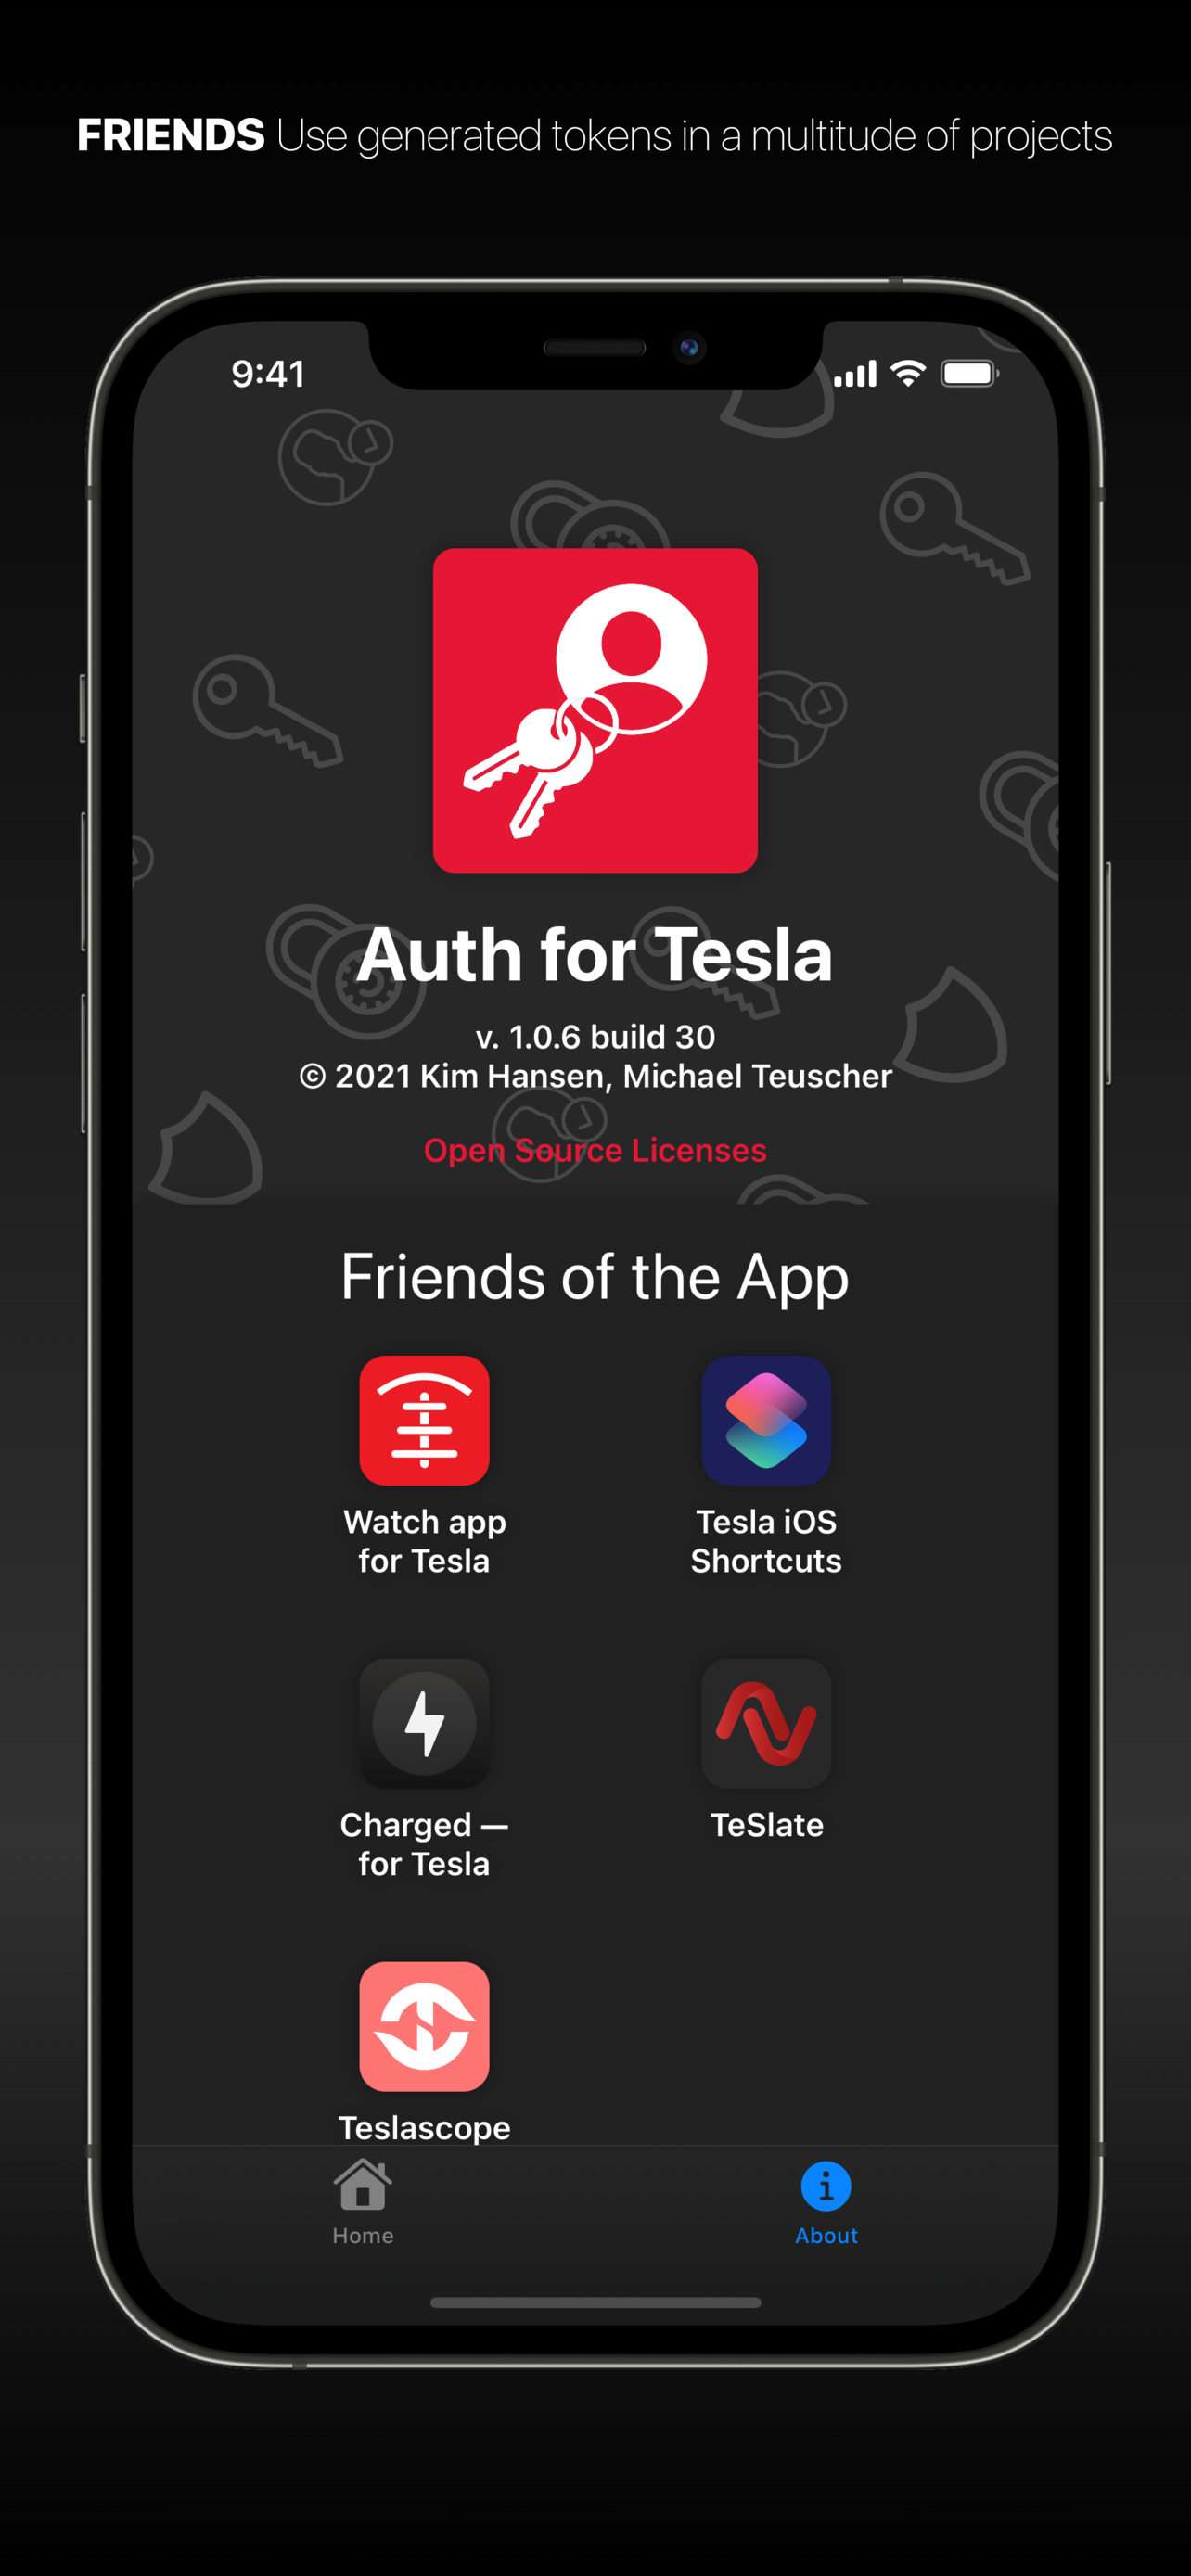 FRIENDS Use generated tokens in a multitude of projects
9:41
Auth for Tesla
v. 1.0.6 build 30
© 2021 Kim Hansen, Michael Teuscher
Open Source Licenses
Friends of the App
Watch app
for Tesla
Tesla iOS
Shortcuts
Charged —
for Tesla
TeSlate
Teslascope
Home
About